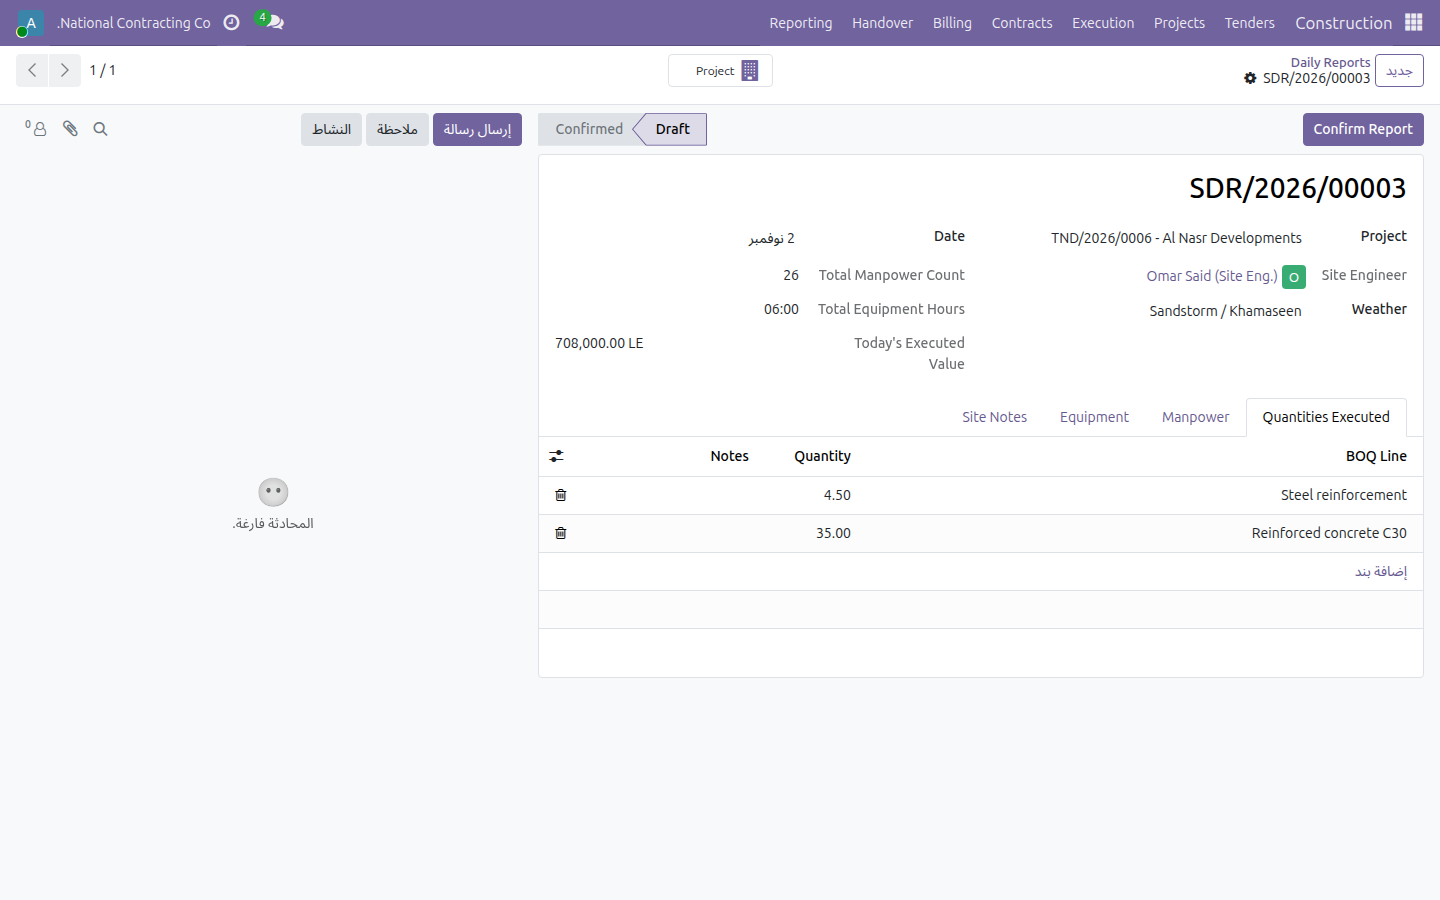 Construction Tenders Projects Execution Contracts Billing Handover Reporting
4
.National Contracting Co
A
جديد
Daily Reports
SDR/2026/00003
Project
1 / 1
Confirm Report
Draft
Confirmed
إرسال رسالة
ملاحظة
النشاط
0
SDR/2026/00003
Project
TND/2026/0006 - Al Nasr Developments
Site Engineer
O Omar Said (Site Eng.)
Weather
Sandstorm / Khamaseen
Date
2 نوفمبر
Total Manpower Count
26
Total Equipment Hours
06:00
Today's Executed
Value
708,000.00 LE
Quantities Executed
Manpower
Equipment
Site Notes
BOQ Line Quantity Notes
Steel reinforcement 4.50
Reinforced concrete C30 35.00
إضافة بند
المحادثة فارغة.